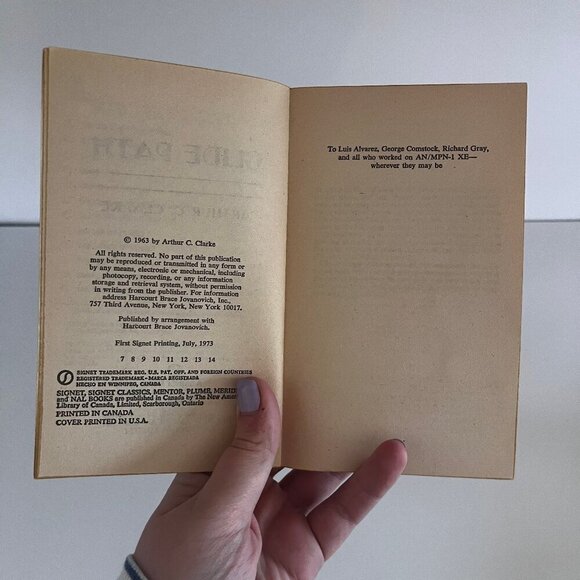 © 1963 by Arthur C. Clarke
All rights reserved. No part of this publication
may be reproduced or transmitted in any form or
by any means, electronic or mechanical, including
photocopy, recording, or any information
storage and retrieval system, without permission
in writing from the publisher. For information
address Harcourt Brace Jovanovich, Inc.,
757 Third Avenue, New York, New York 10017.
Published by arrangement with
Harcourt Brace Jovanovich.
First Signet Printing, July, 1973
7 8 9 10 11 12 13 14
SIGNET TRADEMARK REG. U.S. PAT. OFF. AND FOREIGN COUNTRIES
REGISTERED TRADEMARK—MARCA REGISTRADA
HECHO EN WINNIPEG, CANADA
SIGNET, SIGNET CLASSICS, MENTOR, PLUME,
and NAL BOOKS are published in Canada by The New
Library of Canada, Limited, Scarborough, Ontario
PRINTED IN CANADA
COVER PRINTED IN U.S.A.
To Luis Alvarez, George Comstock, Richard Gray,
and all who worked on AN/MPN-1 XE—
wherever they may be